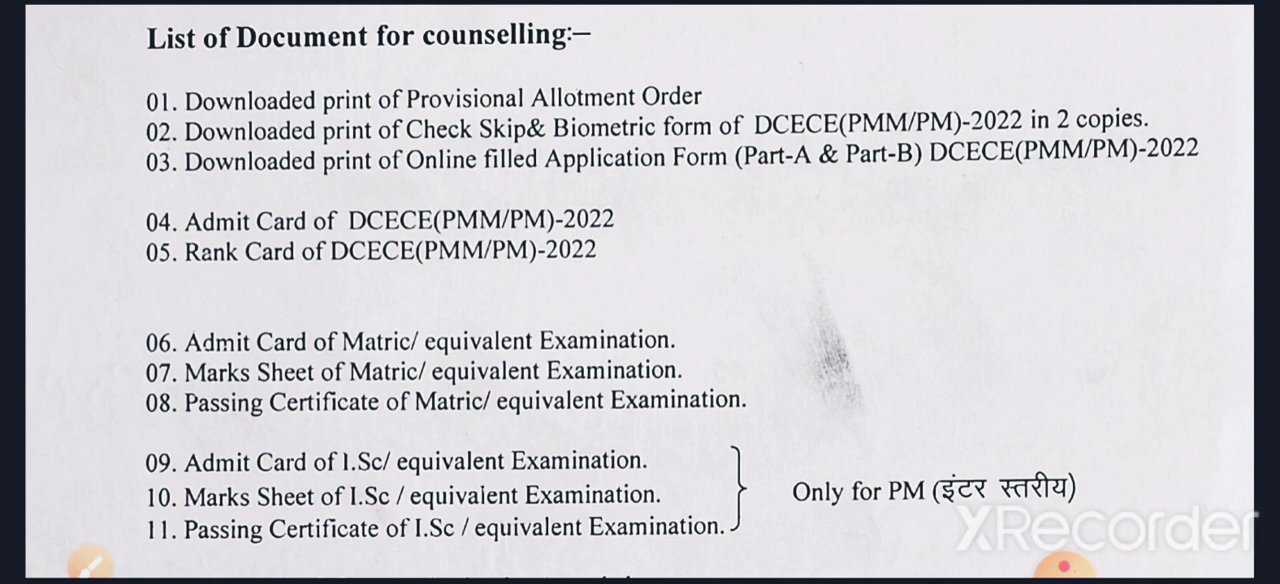 List of Document for counselling:–
01. Downloaded print of Provisional Allotment Order
02. Downloaded print of Check Skip& Biometric form of DCECE(PMM/PM)-2022 in 2 copies.
03. Downloaded print of Online filled Application Form (Part-A & Part-B) DCECE(PMM/PM)-2022
04. Admit Card of DCECE(PMM/PM)-2022
05. Rank Card of DCECE(PMM/PM)-2022
06. Admit Card of Matric/ equivalent Examination.
07. Marks Sheet of Matric/ equivalent Examination.
08. Passing Certificate of Matric/ equivalent Examination.
09. Admit Card of I.Sc/ equivalent Examination.
10. Marks Sheet of I.Sc / equivalent Examination.
11. Passing Certificate of I.Sc / equivalent Examination.
Only for PM (इंटर स्तरीय)
XRecorder